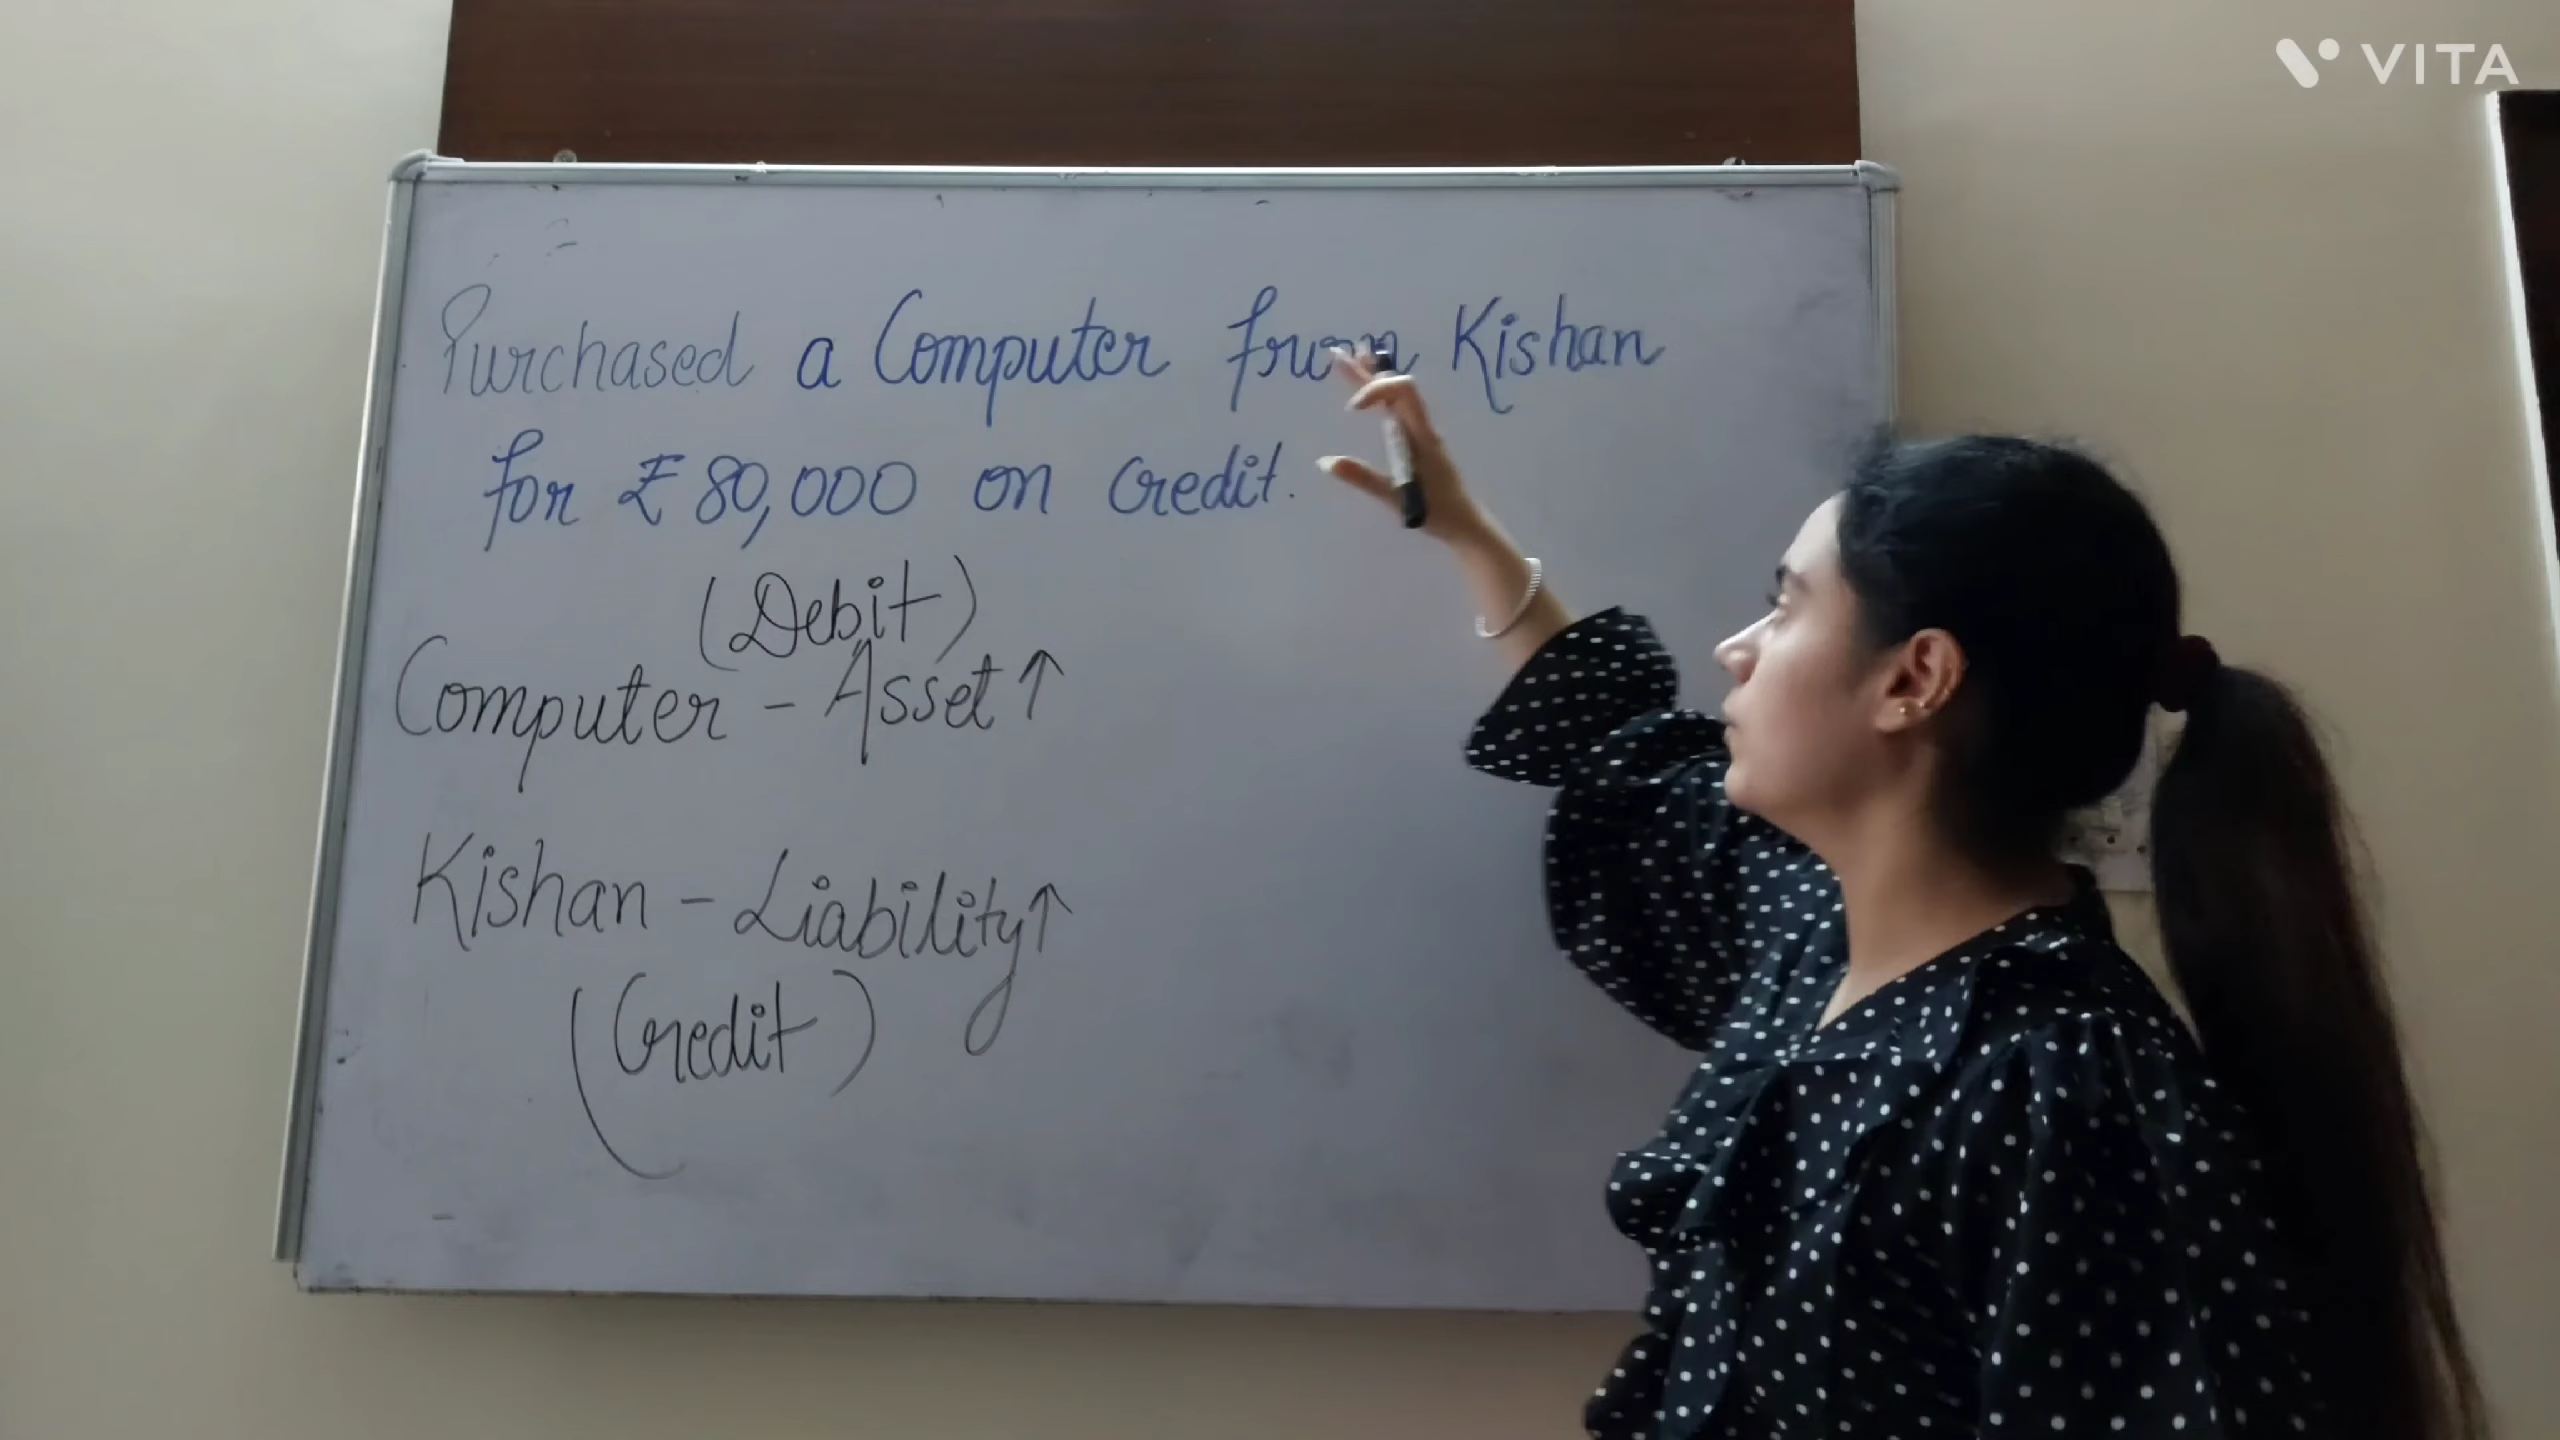 VITA
Purchased a Computer from Kishan
for ₹ 80,000 on Credit.
(Debit)
Computer - Asset ↑
Kishan - Liability ↑
(Credit)